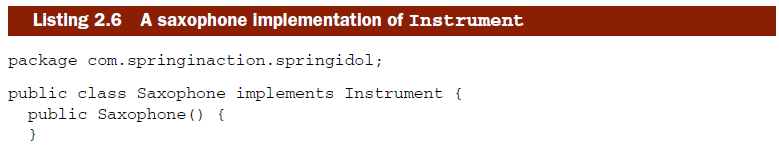 Listing 2.6 A saxophone implementation of Instrument
package com.springinaction.springidol;
public class Saxophone implements Instrument {
public Saxophone() {
}